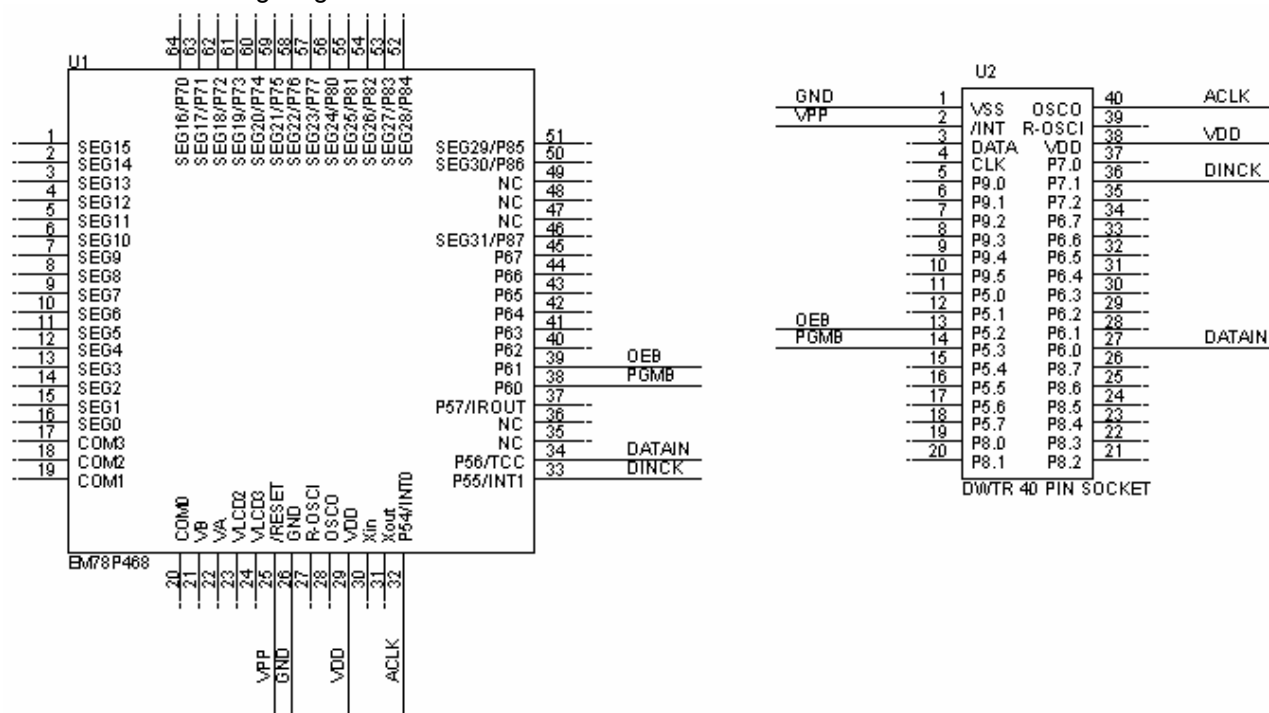 U1
64 SEG16/P70
63 SEG17/P71
62 SEG18/P72
61 SEG19/P73
60 SEG20/P74
59 SEG21/P75
58 SEG22/P76
57 SEG23/P77
56 SEG24/P80
55 SEG25/P81
54 SEG26/P82
53 SEG27/P83
52 SEG28/P84
1 SEG15
2 SEG14
3 SEG13
4 SEG12
5 SEG11
6 SEG10
7 SEG9
8 SEG8
9 SEG7
10 SEG6
11 SEG5
12 SEG4
13 SEG3
14 SEG2
15 SEG1
16 SEG0
17 COM3
18 COM2
19 COM1
SEG29/P85 51
SEG30/P86 50
NC 49
NC 48
NC 47
SEG31/P87 46
P67 45
P66 44
P65 43
P64 42
P63 41
P62 40
P61 39 OEB
P60 38 PGMB
P57/IROUT 37
NC 36
NC 35
P56/TCC 34 DATAIN
P55/INT1 33 DINCK
COM0 20
VB 21
VA 22
VLCD2 23
VLCD3 24
/RESET 25 VPP
GND 26 GND
R-OSCI 27
OSCO 28
VDD 29 VDD
Xin 30
Xout 31
P54/INT0 32 ACLK
EM78P468
U2
GND 1 VSS
VPP 2 /INT
3 DATA
4 CLK
5 P9.0
6 P9.1
7 P9.2
8 P9.3
9 P9.4
10 P9.5
11 P5.0
12 P5.1
OEB 13 P5.2
PGMB 14 P5.3
15 P5.4
16 P5.5
17 P5.6
18 P5.7
19 P8.0
20 P8.1
OSCO 40 ACLK
R-OSCI 39
VDD 38 VDD
P7.0 37
P7.1 36 DINCK
P7.2 35
P6.7 34
P6.6 33
P6.5 32
P6.4 31
P6.3 30
P6.2 29
P6.1 28
P6.0 27 DATAIN
P8.7 26
P8.6 25
P8.5 24
P8.4 23
P8.3 22
P8.2 21
DWTR 40 PIN SOCKET